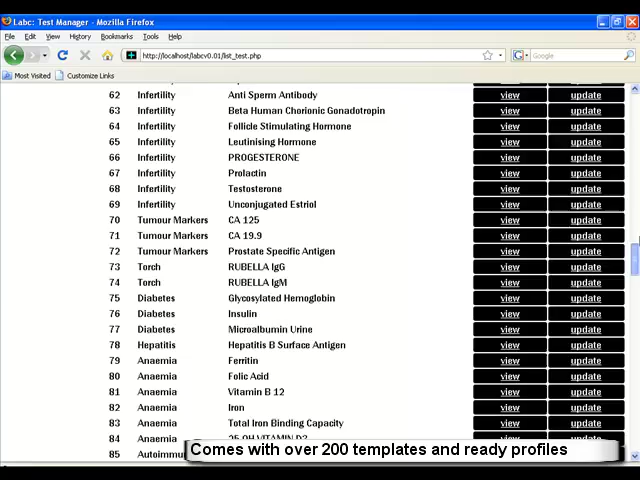 Labc: Test Manager - Mozilla Firefox
File Edit View History Bookmarks Tools Help
http://localhost/labcv0.01/list_test.php
Google
Most Visited Customize Links
62 Infertility Anti Sperm Antibody view update
63 Infertility Beta Human Chorionic Gonadotropin view update
64 Infertility Follicle Stimulating Hormone view update
65 Infertility Leutinising Hormone view update
66 Infertility PROGESTERONE view update
67 Infertility Prolactin view update
68 Infertility Testosterone view update
69 Infertility Unconjugated Estriol view update
70 Tumour Markers CA 125 view update
71 Tumour Markers CA 19.9 view update
72 Tumour Markers Prostate Specific Antigen view update
73 Torch RUBELLA IgG view update
74 Torch RUBELLA IgM view update
75 Diabetes Glycosylated Hemoglobin view update
76 Diabetes Insulin view update
77 Diabetes Microalbumin Urine view update
78 Hepatitis Hepatitis B Surface Antigen view update
79 Anaemia Ferritin view update
80 Anaemia Folic Acid view update
81 Anaemia Vitamin B 12 view update
82 Anaemia Iron view update
83 Anaemia Total Iron Binding Capacity view update
84 Anaemia 25 OH VITAMIN D3 view update
85
Comes with over 200 templates and ready profiles